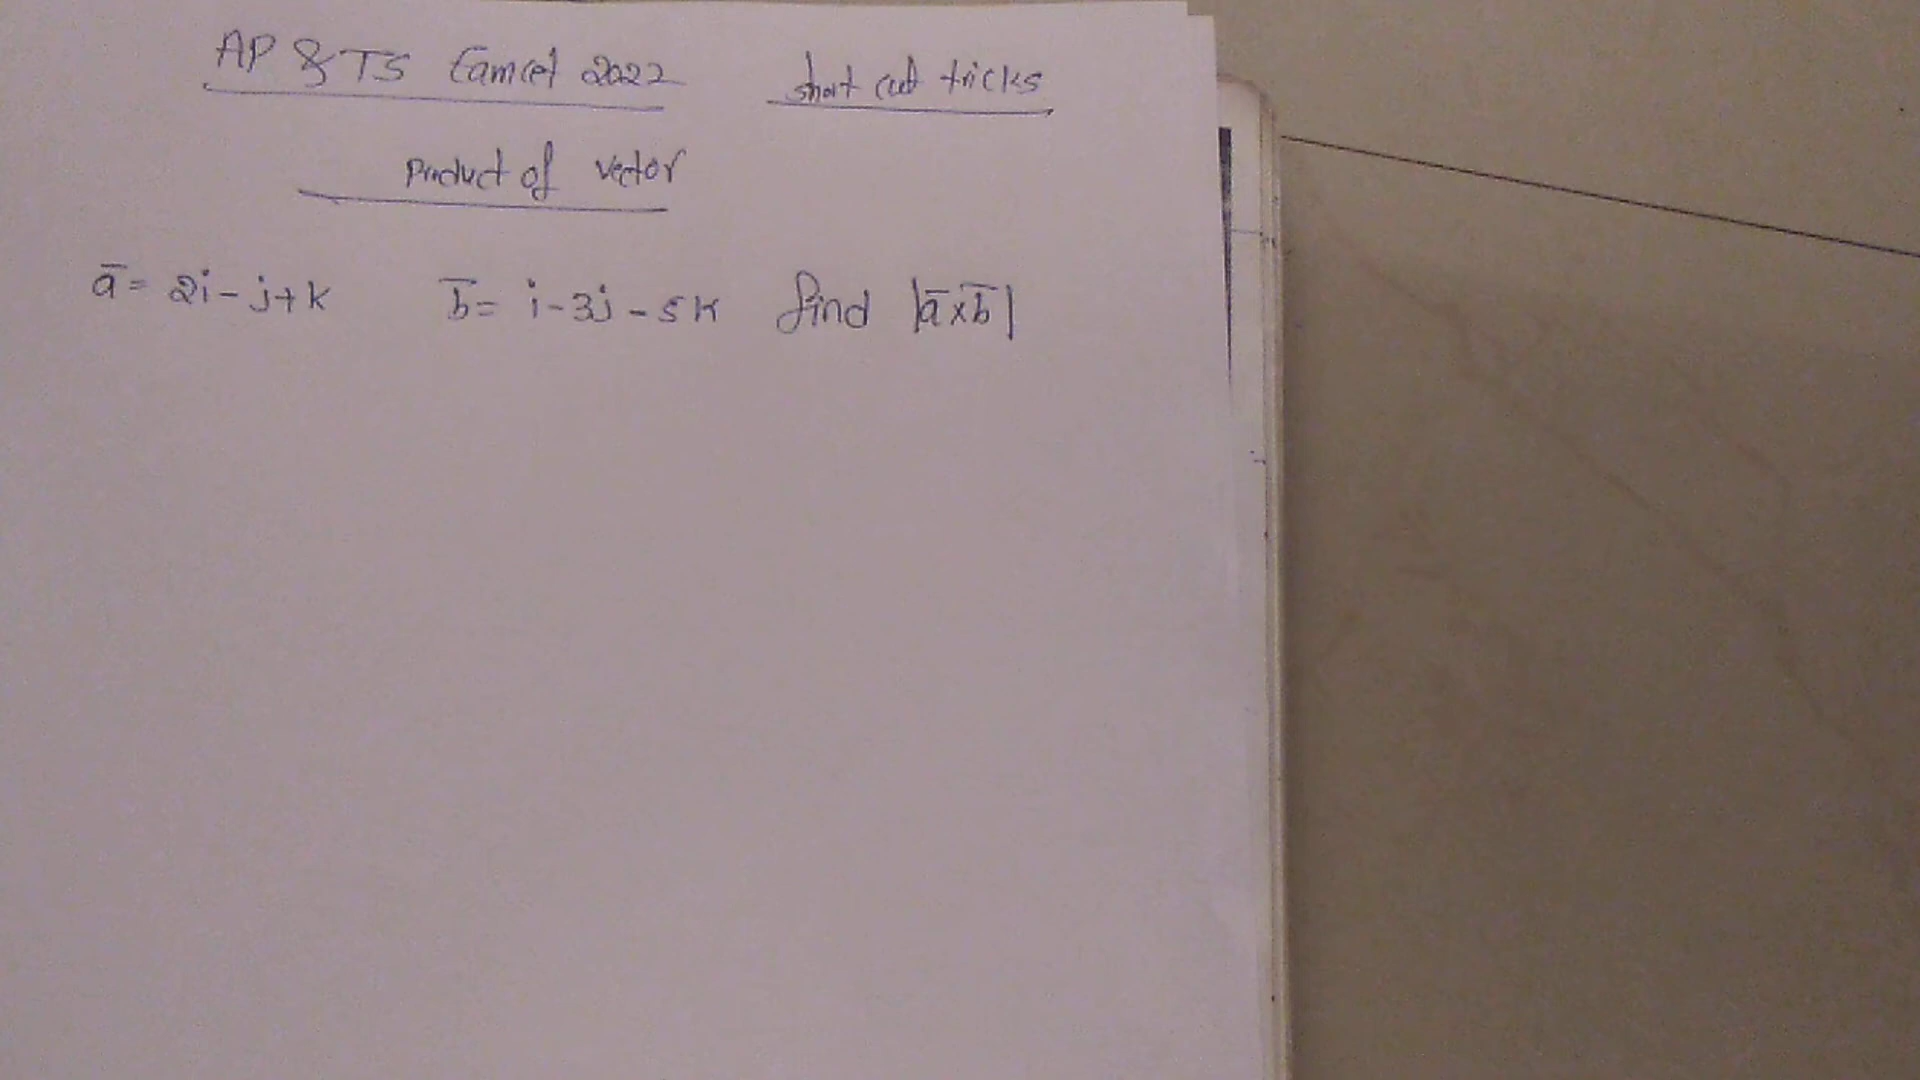 AP & TS Eamcet 2022 short cut tricks
Product of vector
a̅ = 2i - j + k b̅ = i - 3j - 5k find |a̅ x b̅|